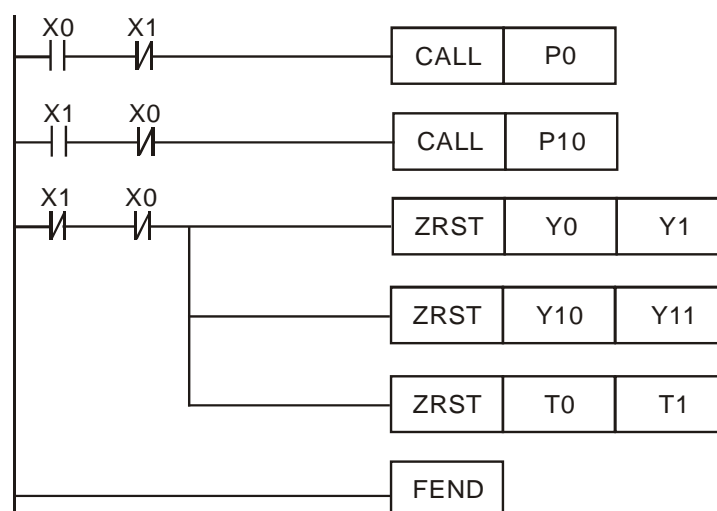 X0 X1
CALL P0
X1 X0
CALL P10
X1 X0
ZRST Y0 Y1
ZRST Y10 Y11
ZRST T0 T1
FEND